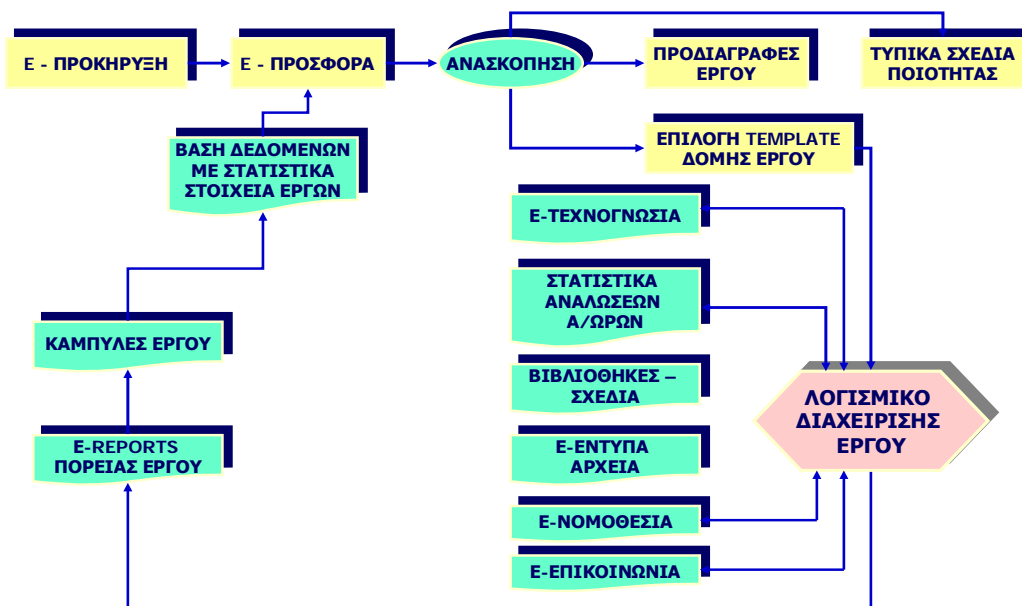 E - ΠΡΟΚΗΡΥΞΗ
E - ΠΡΟΣΦΟΡΑ
ΑΝΑΣΚΟΠΗΣΗ
ΠΡΟΔΙΑΓΡΑΦΕΣ
ΕΡΓΟΥ
ΤΥΠΙΚΑ ΣΧΕΔΙΑ
ΠΟΙΟΤΗΤΑΣ
ΒΑΣΗ ΔΕΔΟΜΕΝΩΝ
ΜΕ ΣΤΑΤΙΣΤΙΚΑ
ΣΤΟΙΧΕΙΑ ΕΡΓΩΝ
ΕΠΙΛΟΓΗ TEMPLATE
ΔΟΜΗΣ ΕΡΓΟΥ
Ε-ΤΕΧΝΟΓΝΩΣΙΑ
ΣΤΑΤΙΣΤΙΚΑ
ΑΝΑΛΩΣΕΩΝ
Α/ΩΡΩΝ
ΚΑΜΠΥΛΕΣ ΕΡΓΟΥ
ΒΙΒΛΙΟΘΗΚΕΣ –
ΣΧΕΔΙΑ
ΛΟΓΙΣΜΙΚΟ
ΔΙΑΧΕΙΡΙΣΗΣ
ΕΡΓΟΥ
E-REPORTS
ΠΟΡΕΙΑΣ ΕΡΓΟΥ
Ε-ΕΝΤΥΠΑ
ΑΡΧΕΙΑ
Ε-ΝΟΜΟΘΕΣΙΑ
Ε-ΕΠΙΚΟΙΝΩΝΙΑ